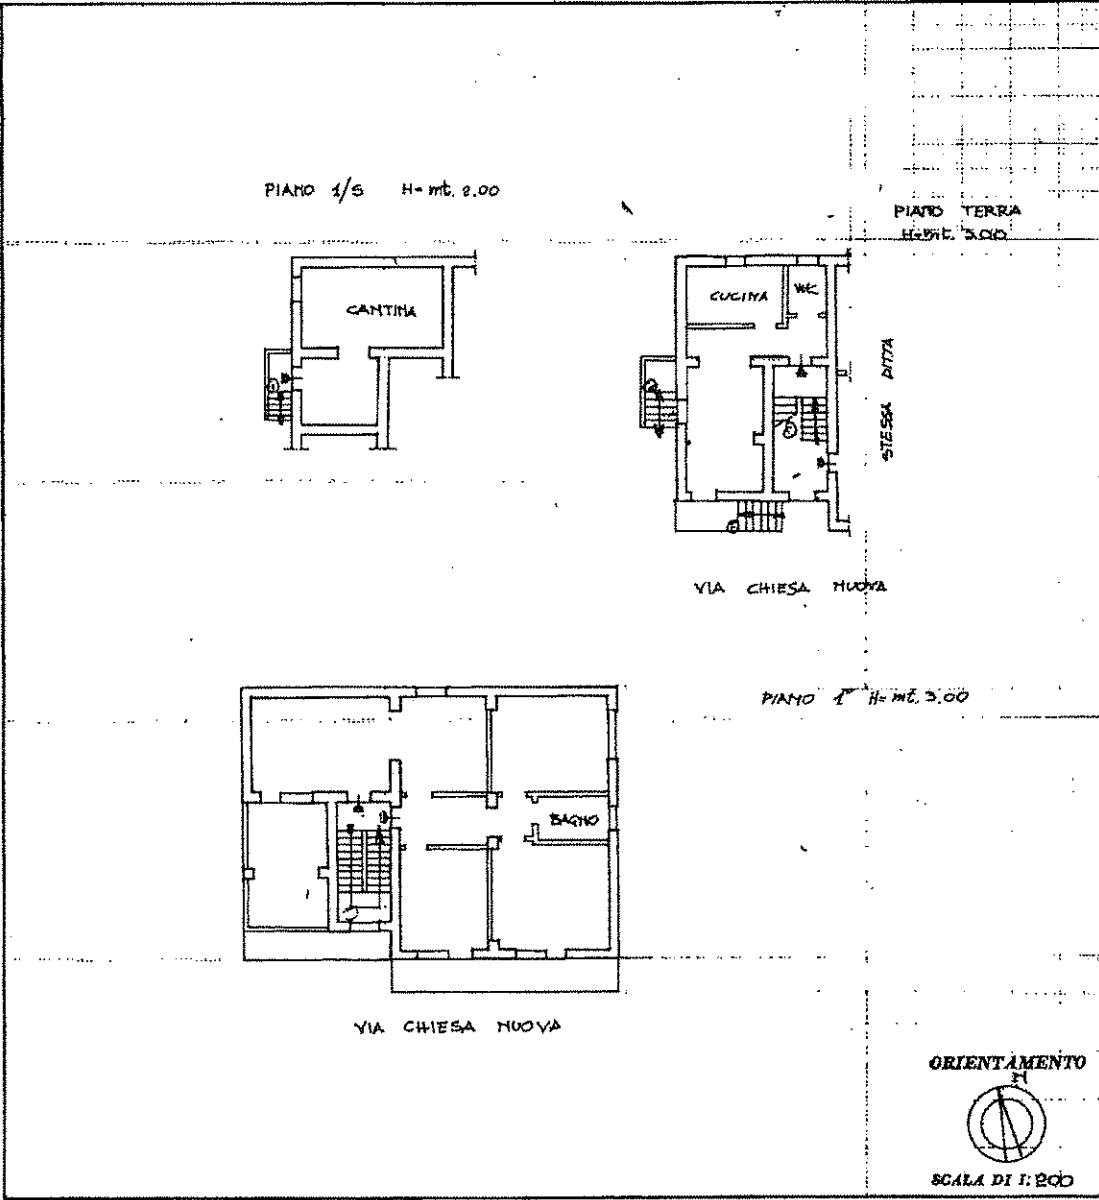 PIANO 1/S H= mt. 2.00
PIANO TERRA
H=mt. 3.00
CANTINA
CUCINA
WC
STESSA DITTA
VIA CHIESA NUOVA
PIANO 1° H= mt. 3.00
BAGNO
VIA CHIESA NUOVA
ORIENTAMENTO
N
SCALA DI 1:200